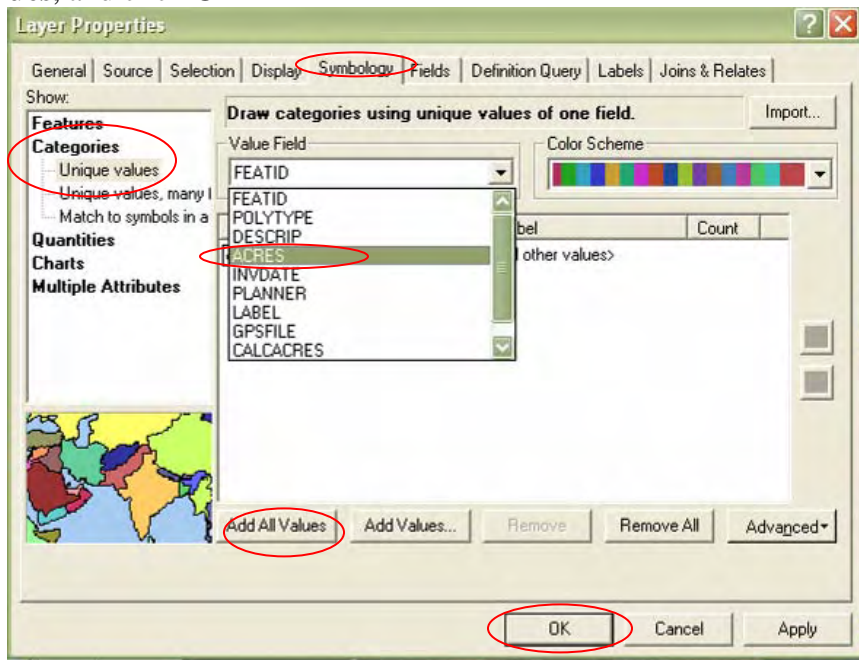 Layer Properties
General Source Selection Display Symbology Fields Definition Query Labels Joins & Relates
Show:
Features
Categories
Unique values
Unique values, many
Match to symbols in a
Quantities
Charts
Multiple Attributes
Draw categories using unique values of one field.
Import...
Value Field
FEATID
Color Scheme
FEATID
POLYTYPE
DESCRIP
ACRES
INVDATE
PLANNER
LABEL
GPSFILE
CALCACRES
bel Count
other values>
Add All Values Add Values... Remove Remove All Advanced
OK Cancel Apply